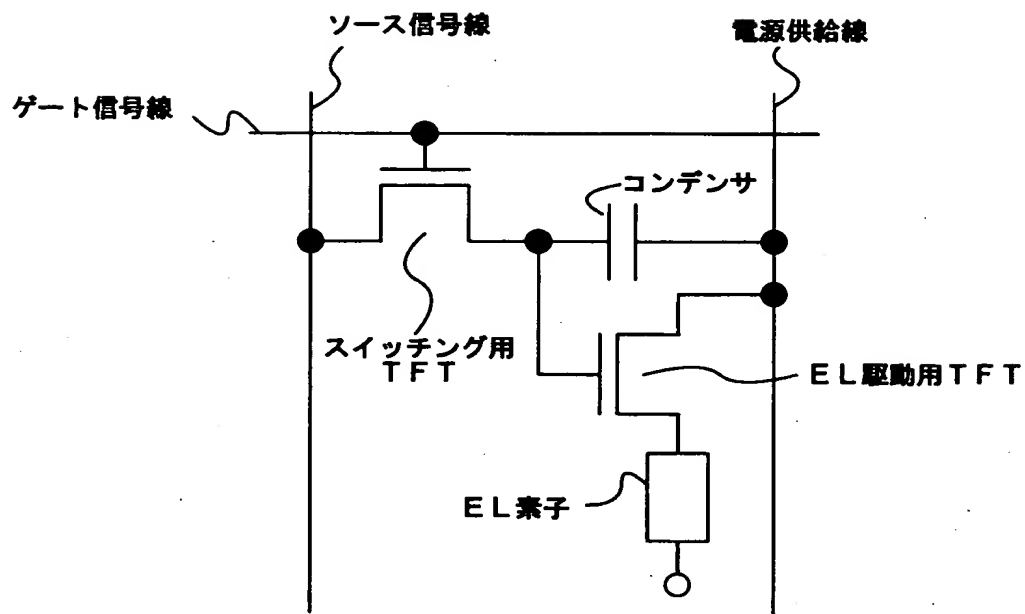 ソース信号線
電源供給線
ゲート信号線
コンデンサ
スイッチング用
ＴＦＴ
ＥＬ駆動用ＴＦＴ
ＥＬ素子